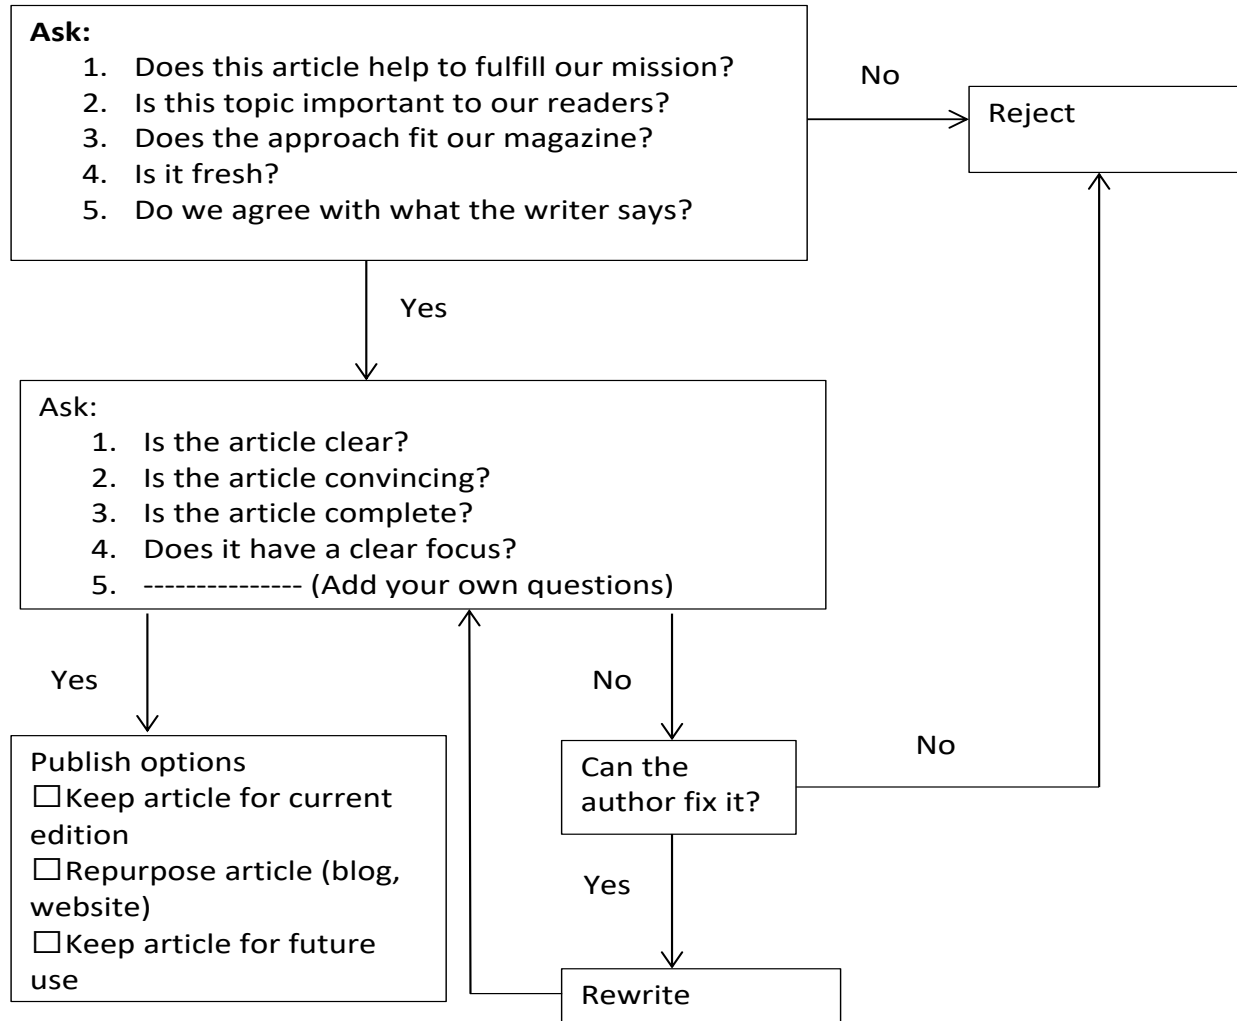 Ask:
1. Does this article help to fulfill our mission?
2. Is this topic important to our readers?
3. Does the approach fit our magazine?
4. Is it fresh?
5. Do we agree with what the writer says?
No
Reject
Yes
Ask:
1. Is the article clear?
2. Is the article convincing?
3. Is the article complete?
4. Does it have a clear focus?
5. --------------- (Add your own questions)
Yes
No
Publish options
☐Keep article for current
edition
☐Repurpose article (blog,
website)
☐Keep article for future
use
Can the
author fix it?
No
Yes
Rewrite